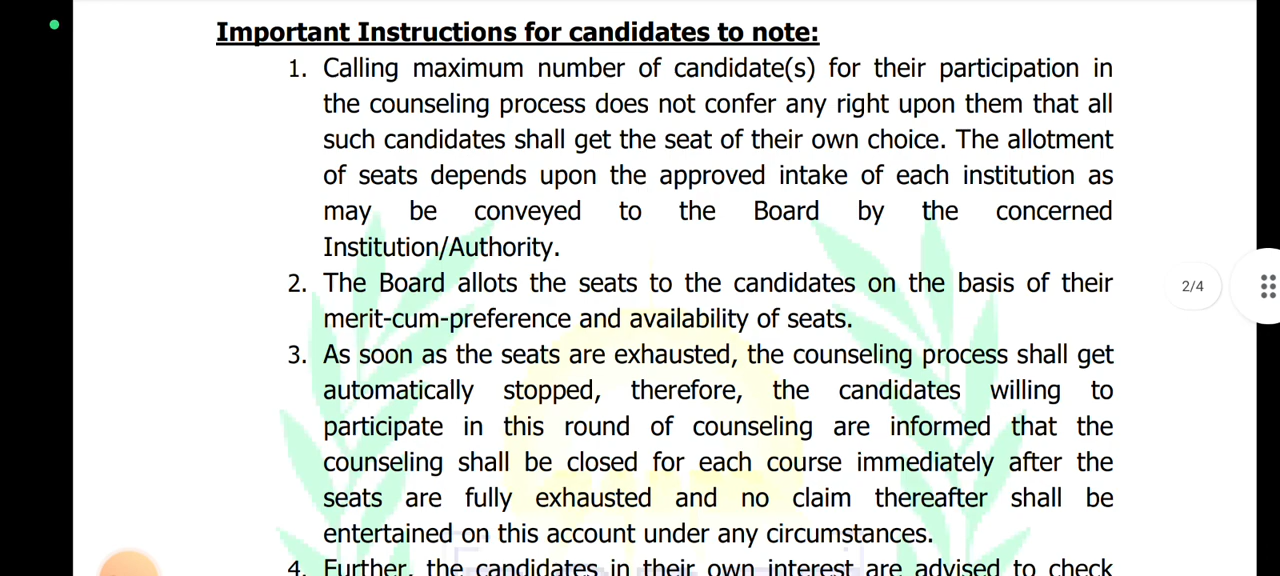 Important Instructions for candidates to note:
1. Calling maximum number of candidate(s) for their participation in
the counseling process does not confer any right upon them that all
such candidates shall get the seat of their own choice. The allotment
of seats depends upon the approved intake of each institution as
may be conveyed to the Board by the concerned
Institution/Authority.
2. The Board allots the seats to the candidates on the basis of their
merit-cum-preference and availability of seats.
2/4
3. As soon as the seats are exhausted, the counseling process shall get
automatically stopped, therefore, the candidates willing to
participate in this round of counseling are informed that the
counseling shall be closed for each course immediately after the
seats are fully exhausted and no claim thereafter shall be
entertained on this account under any circumstances.
4. Further, the candidates in their own interest are advised to check